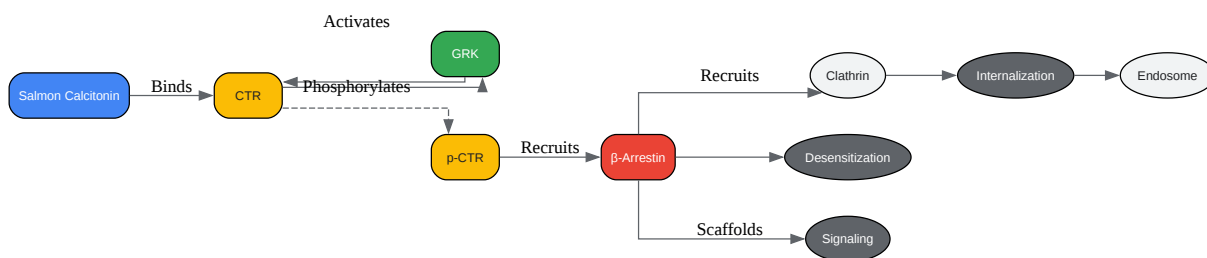 Activates
GRK
Salmon Calcitonin
Binds
CTR
Phosphorylates
p-CTR
Recruits
β-Arrestin
Recruits
Clathrin
Internalization
Endosome
Desensitization
Scaffolds
Signaling